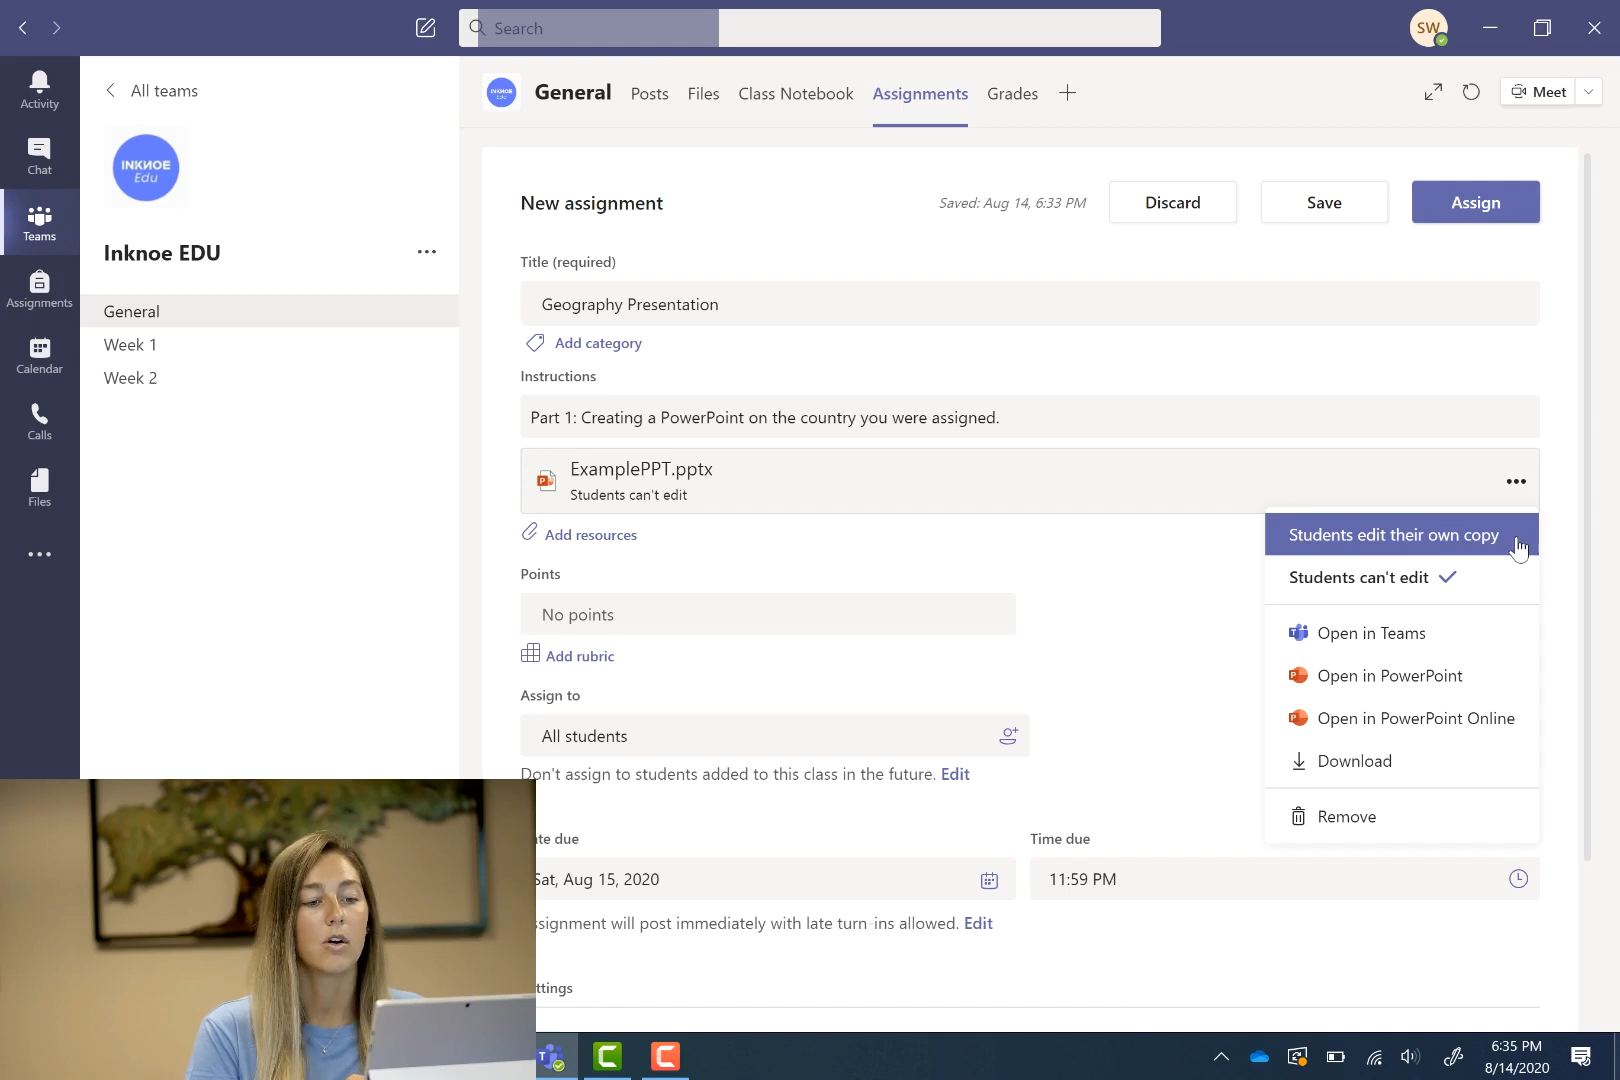 Search
SW
Activity
Chat
Teams
Assignments
Calendar
Calls
Files
All teams
INKNOE
Edu
Inknoe EDU
General
Week 1
Week 2
INKNOE
Edu
General
Posts
Files
Class Notebook
Assignments
Grades
Meet
New assignment
Saved: Aug 14, 6:33 PM
Discard
Save
Assign
Title (required)
Geography Presentation
Add category
Instructions
Part 1: Creating a PowerPoint on the country you were assigned.
ExamplePPT.pptx
Students can't edit
Add resources
Points
No points
Add rubric
Assign to
All students
Don't assign to students added to this class in the future. Edit
Students edit their own copy
Students can't edit
Open in Teams
Open in PowerPoint
Open in PowerPoint Online
Download
Remove
te due
Time due
Sat, Aug 15, 2020
11:59 PM
ssignment will post immediately with late turn-ins allowed. Edit
ttings
6:35 PM
8/14/2020